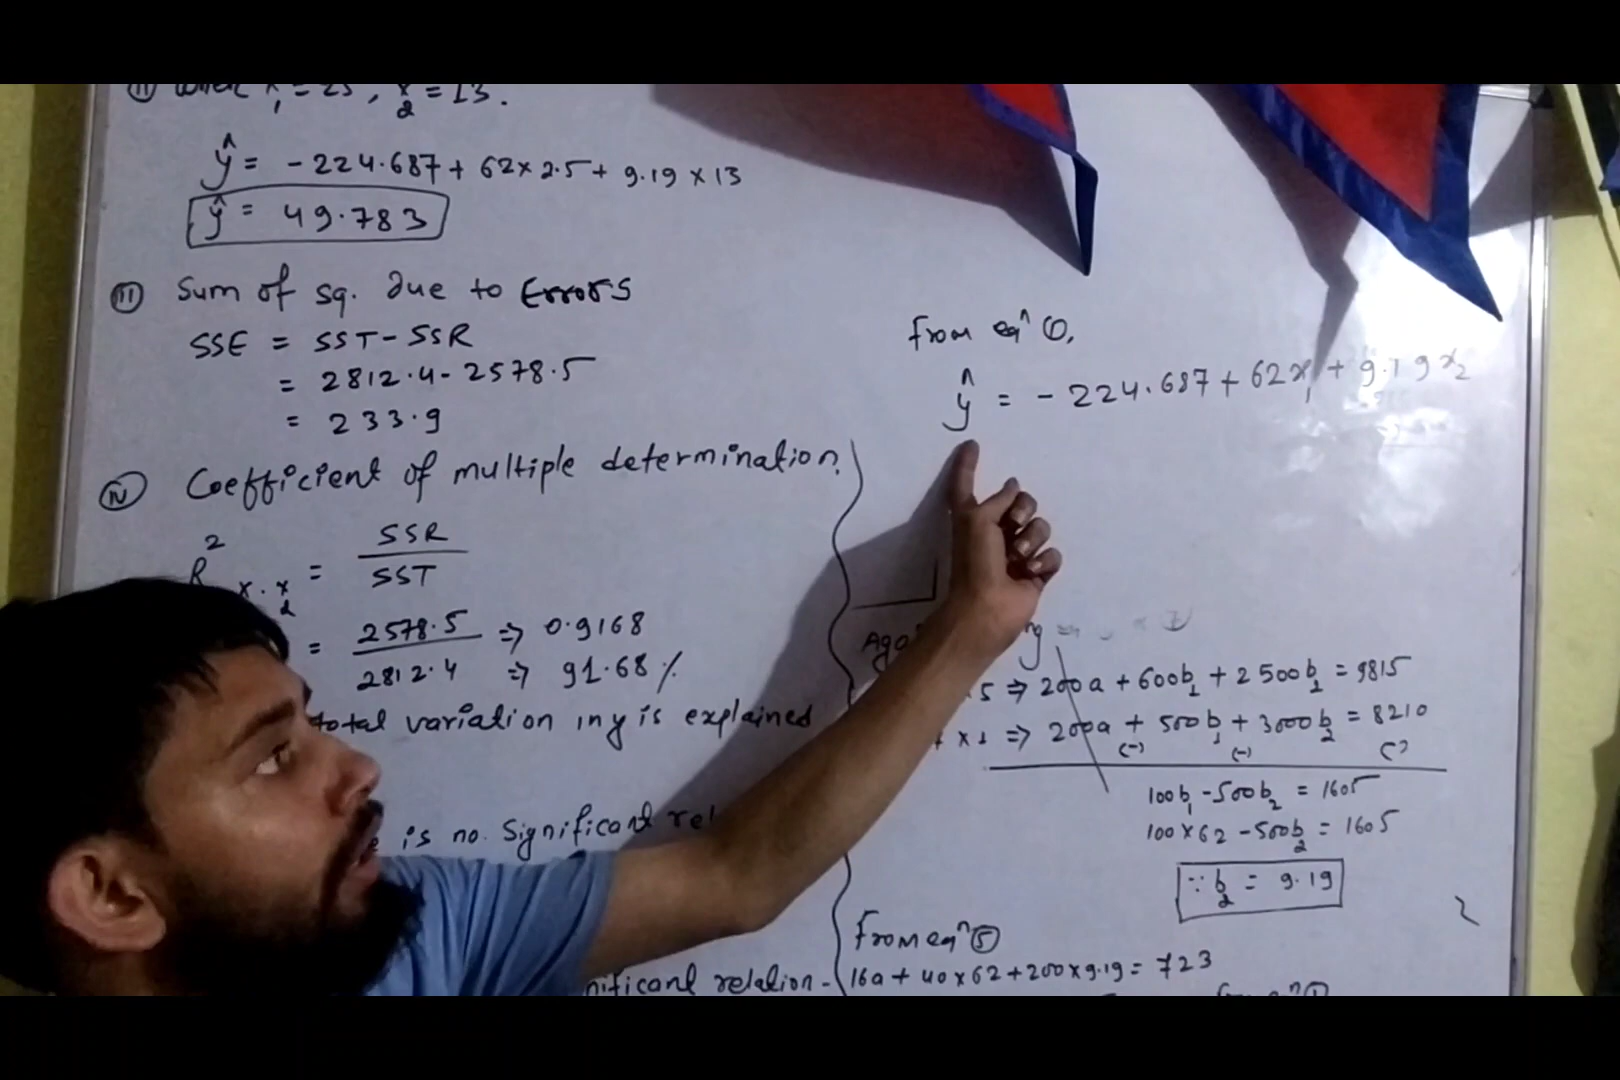 ŷ = - 224.687 + 62 × 2.5 + 9.19 × 13
ŷ = 49.783
III Sum of sq. due to Errors
SSE = SST - SSR
= 2812.4 - 2578.5
= 233.9
IV Coefficient of multiple determination
R² = SSR / SST
= 2578.5 / 2812.4 => 0.9168
=> 91.68 %
total variation in y is explained
is no significant
relation -
from eqⁿ ①,
ŷ = - 224.687 + 62x₁ + 9.19x₂
5 => 200a + 600b₁ + 2500b₂ = 9815
× 1 => 200a + 500b₁ + 3000b₂ = 8210
(-) (-) (-)
100b₁ - 500b₂ = 1605
100 × 62 - 500b₂ = 1605
∵ b₂ = 9.19
From eqⁿ ⑤
16a + 40 × 62 + 200 × 9.19 = 723